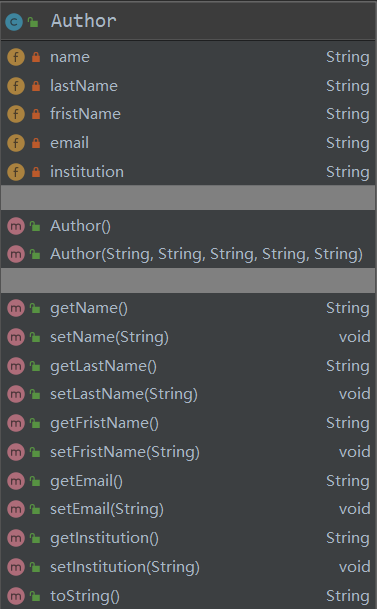 C Author
f name String
f lastName String
f fristName String
f email String
f institution String
m Author()
m Author(String, String, String, String, String)
m getName() String
m setName(String) void
m getLastName() String
m setLastName(String) void
m getFristName() String
m setFristName(String) void
m getEmail() String
m setEmail(String) void
m getInstitution() String
m setInstitution(String) void
m toString() String